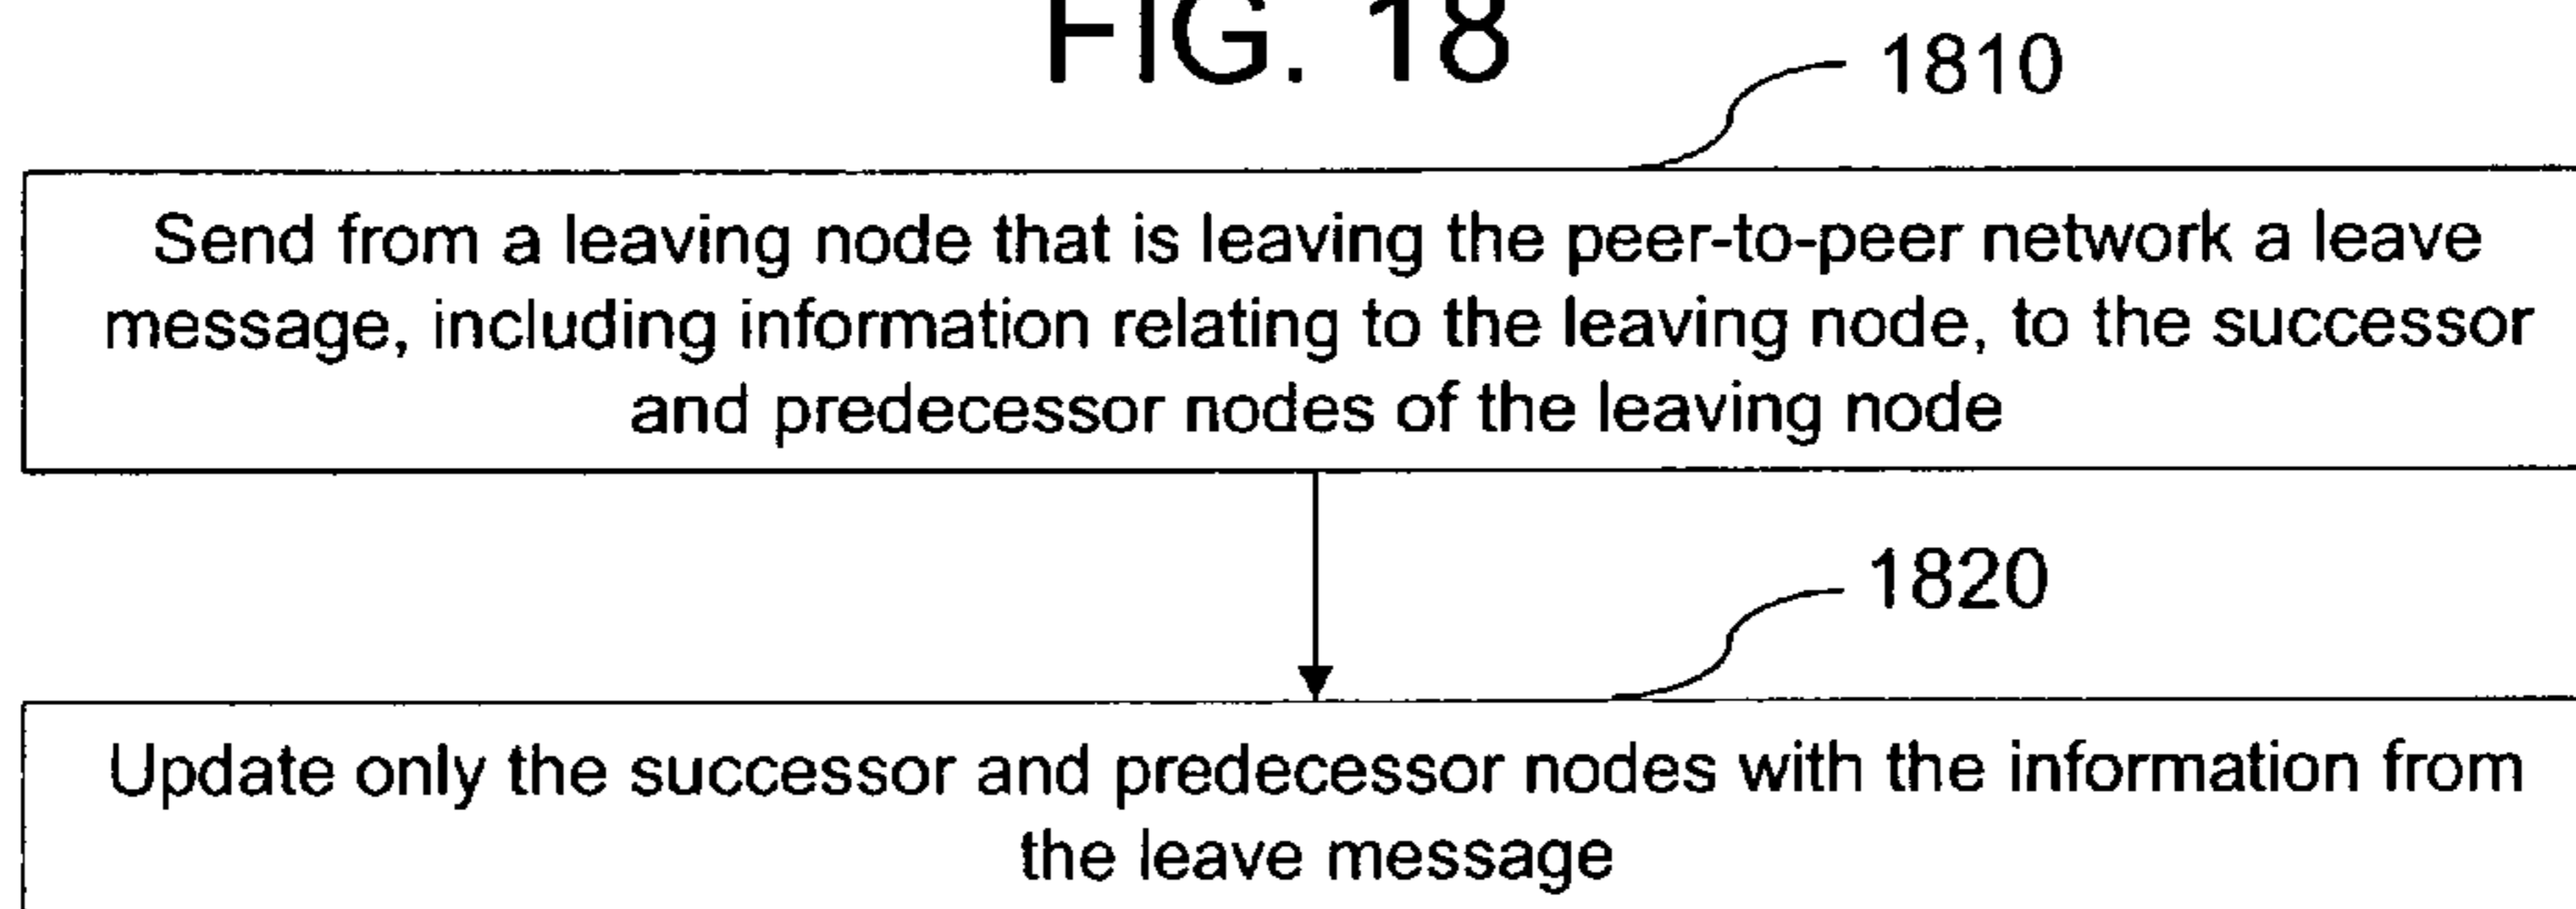 FIG. 18
1810
Send from a leaving node that is leaving the peer-to-peer network a leave
message, including information relating to the leaving node, to the successor
and predecessor nodes of the leaving node
1820
Update only the successor and predecessor nodes with the information from
the leave message